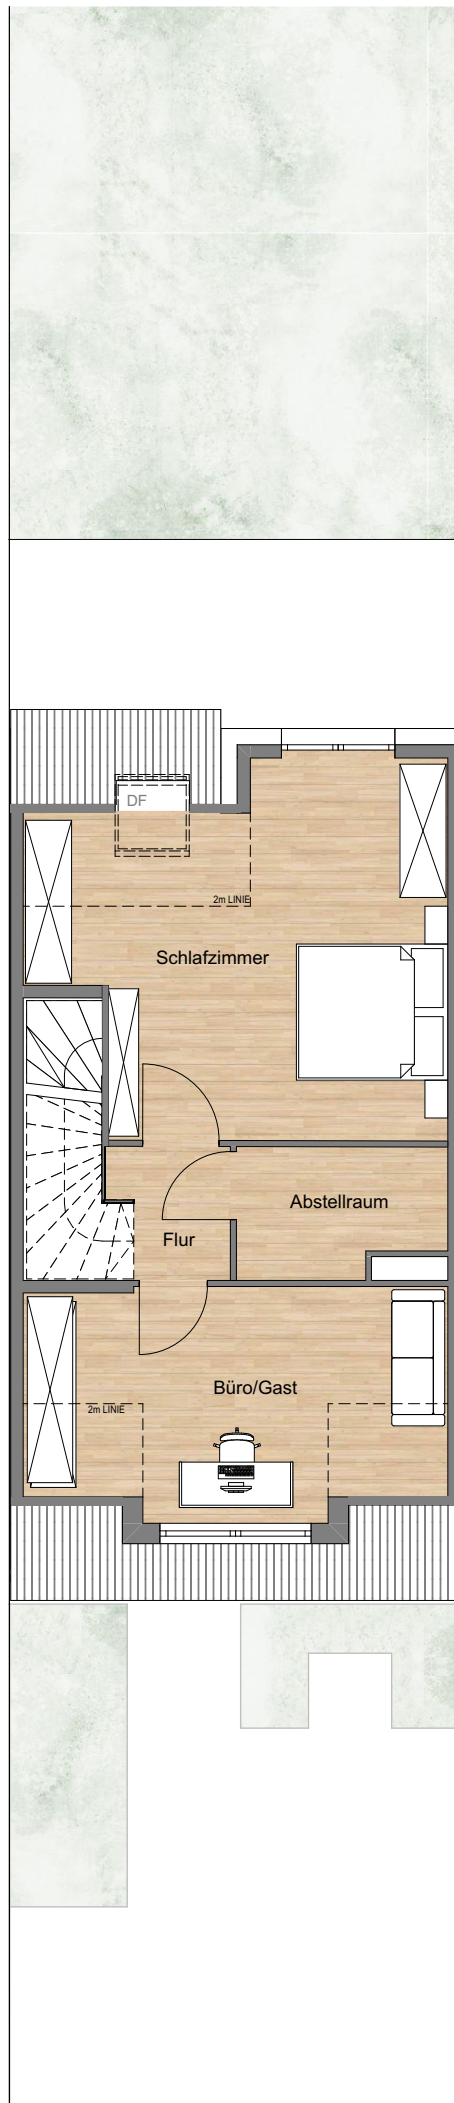 DF
2m LINIE
Schlafzimmer
Abstellraum
Flur
Büro/Gast
2m LINIE